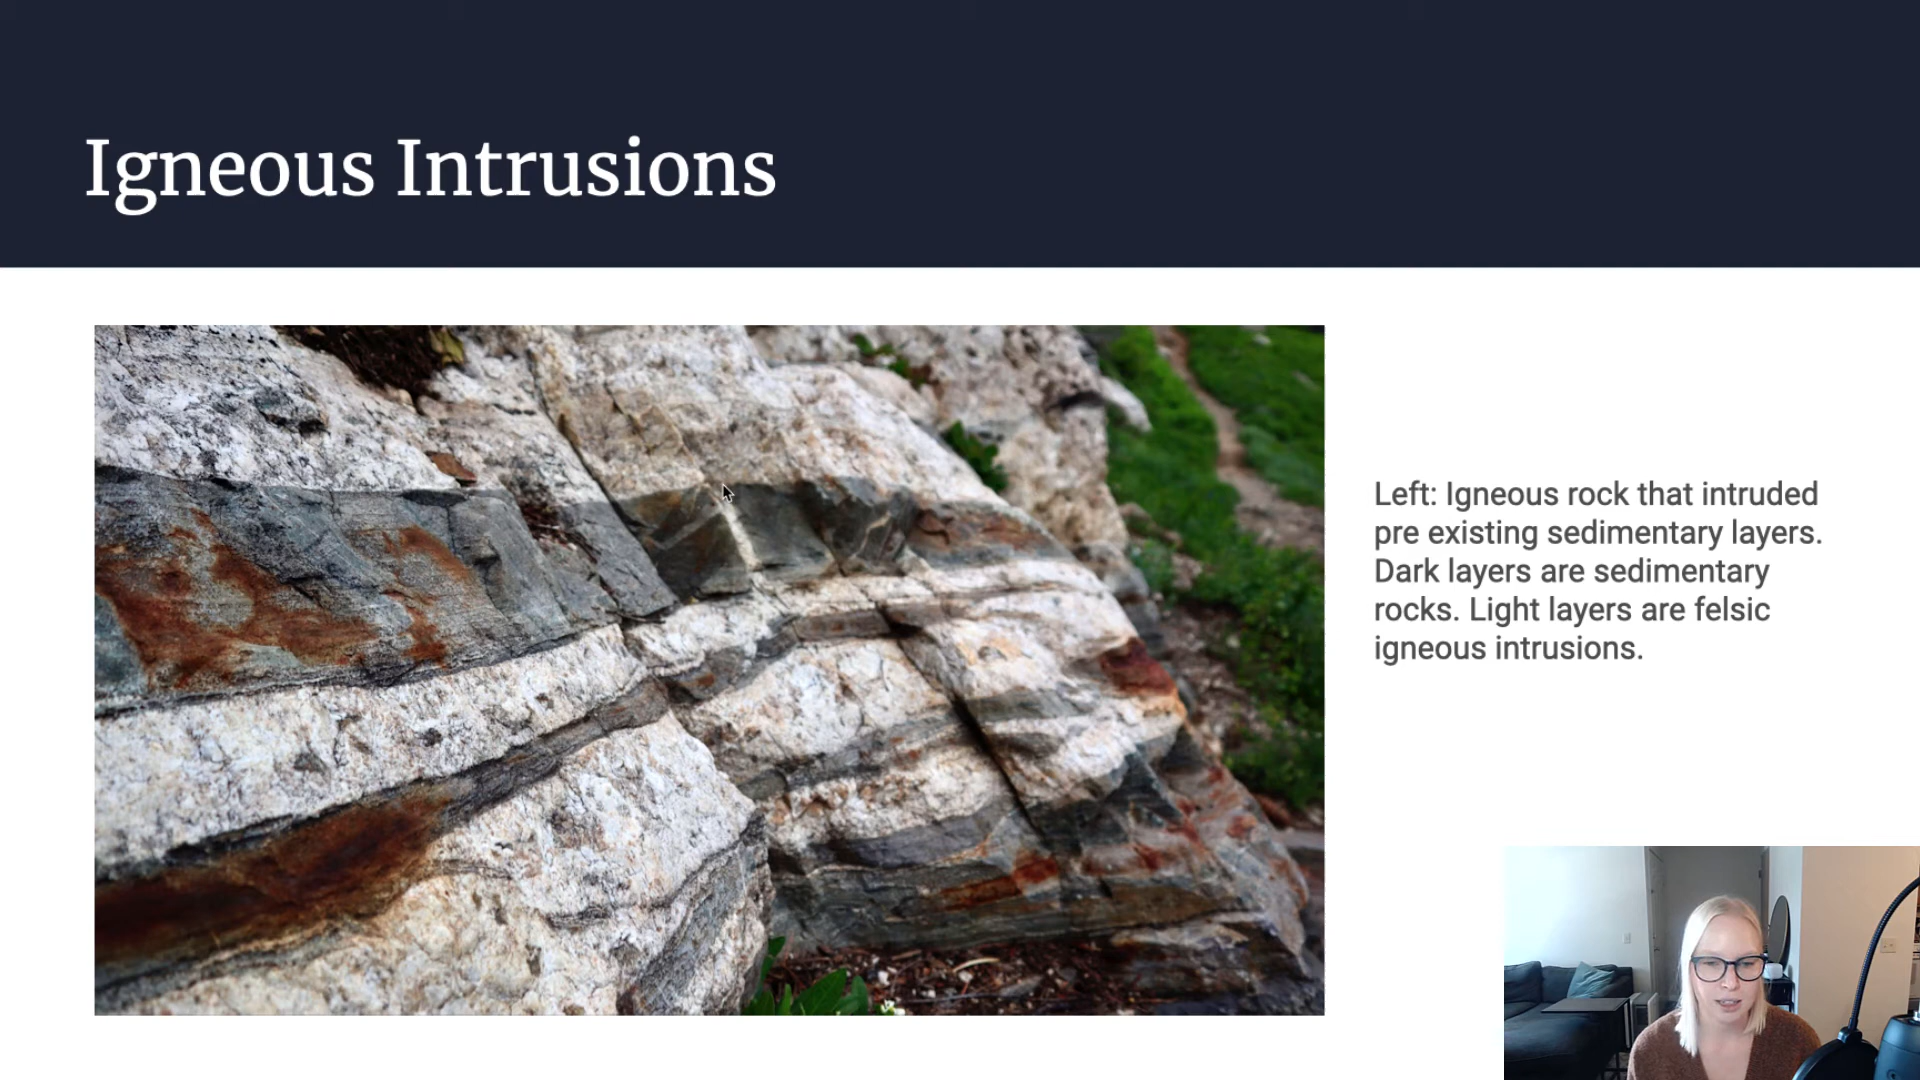 Igneous Intrusions
Left: Igneous rock that intruded
pre existing sedimentary layers.
Dark layers are sedimentary
rocks. Light layers are felsic
igneous intrusions.